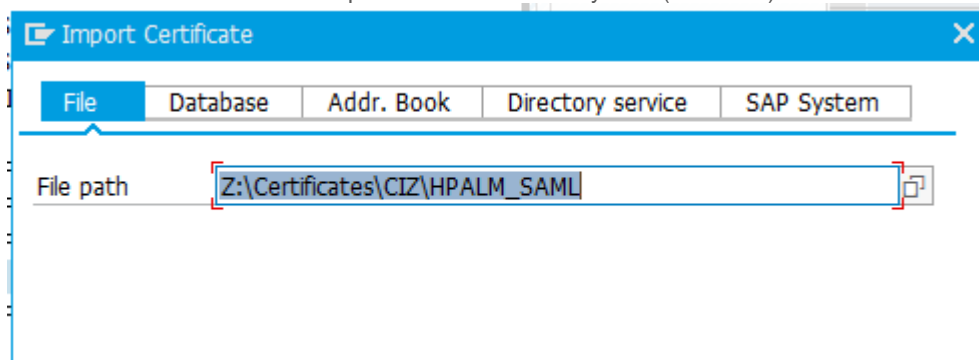 Import Certificate
File Database Addr. Book Directory service SAP System
File path Z:\Certificates\CIZ\HPALM_SAML